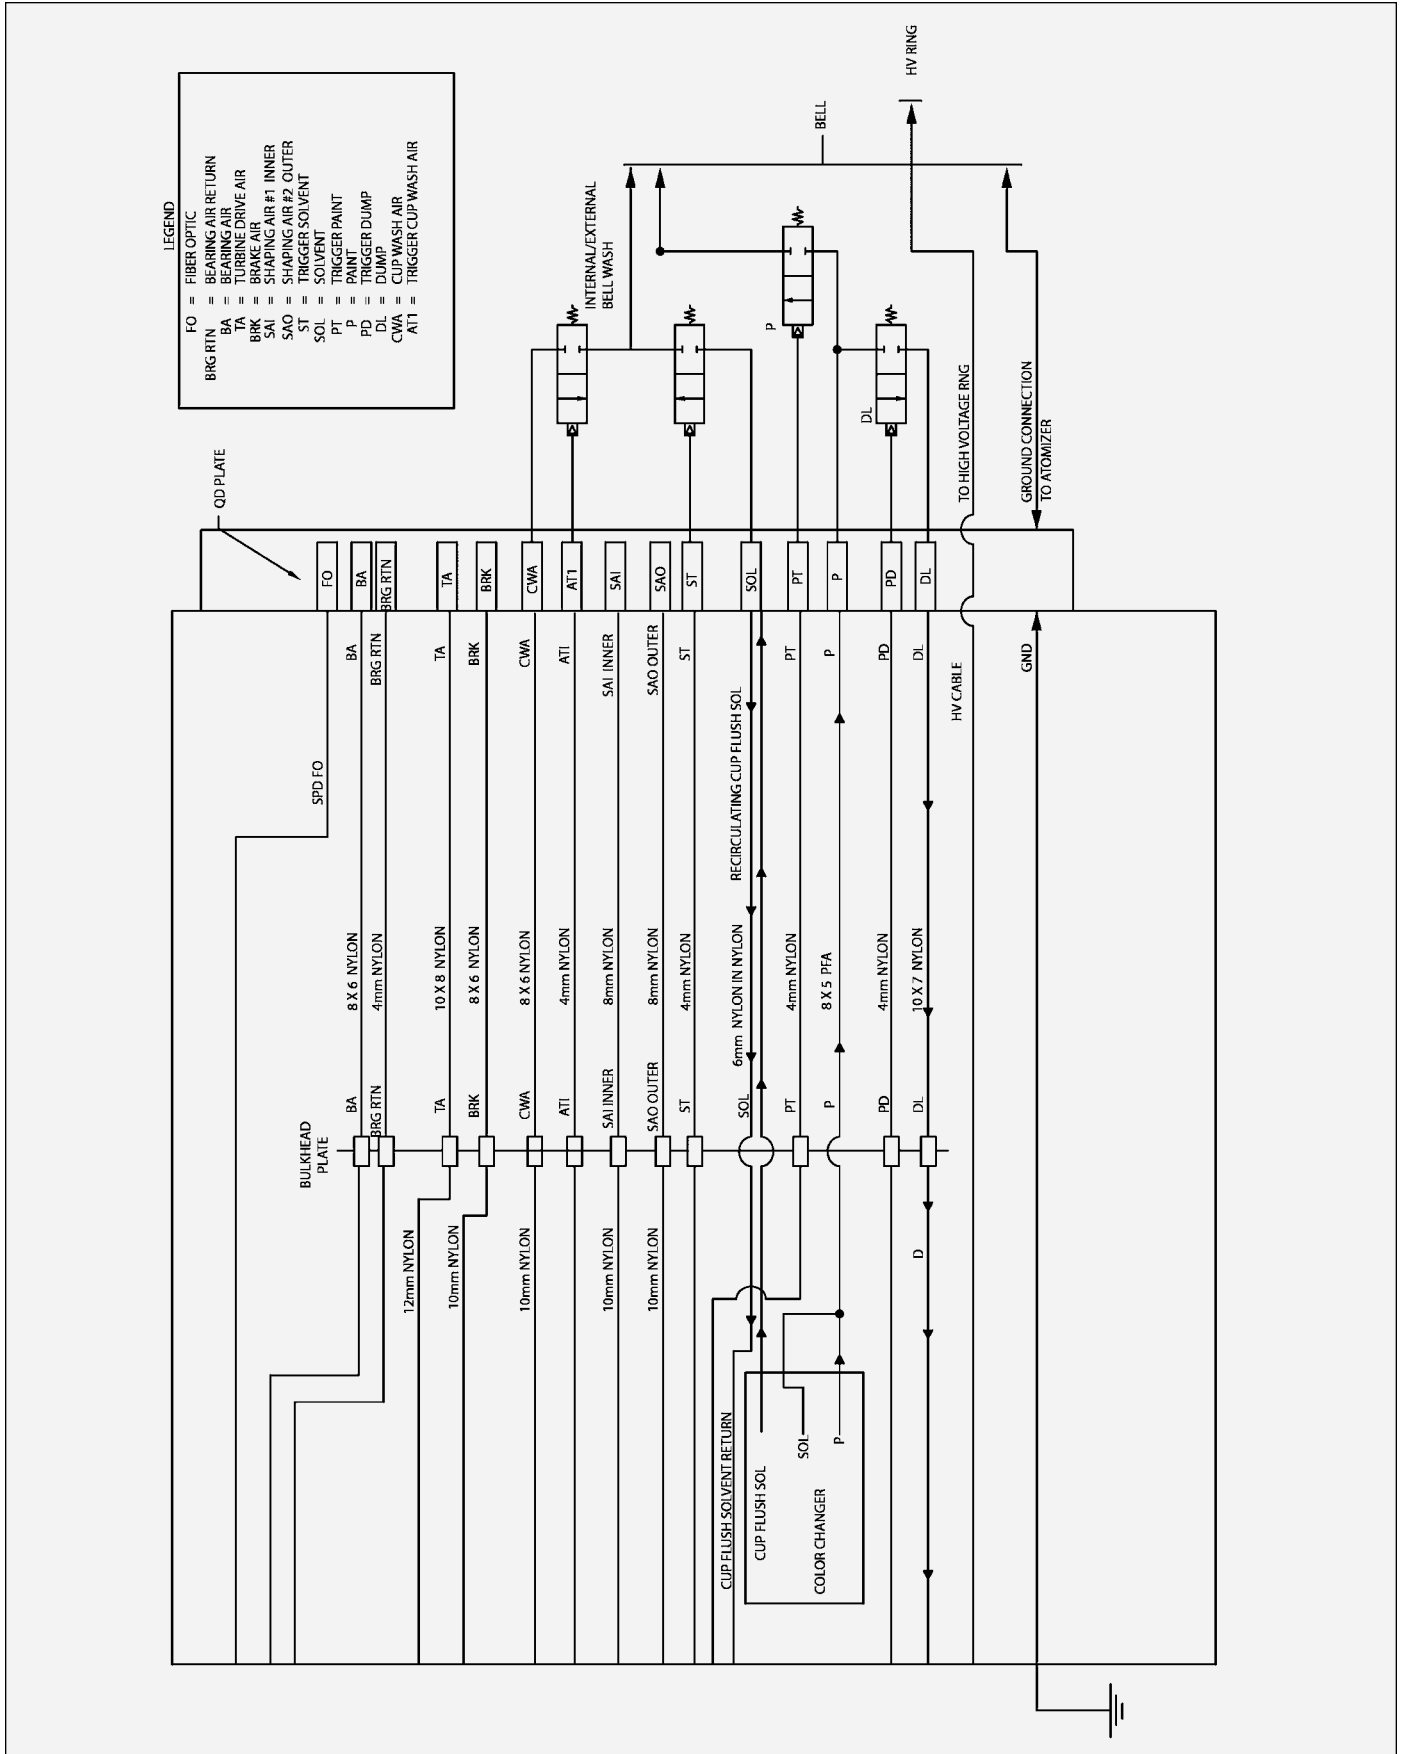 LEGEND
FO = FIBER OPTIC
BRG RTN = BEARING AIR RETURN
BA = BEARING AIR
TA = TURBINE DRIVE AIR
BRK = BRAKE AIR
SAI = SHAPING AIR #1 INNER
SAO = SHAPING AIR #2 OUTER
ST = TRIGGER SOLVENT
SOL = SOLVENT
PT = TRIGGER PAINT
P = PAINT
PD = TRIGGER DUMP
DL = DUMP
CWA = CUP WASH AIR
AT1 = TRIGGER CUP WASH AIR
HV RING
BELL
INTERNAL/EXTERNAL
BELL WASH
P
DL
QD PLATE
TO HIGH VOLTAGE RNG
GROUND CONNECTION
TO ATOMIZER
FO
BA
BRG RTN
TA
BRK
CWA
AT1
SAI
SAO
ST
SOL
PT
P
PD
DL
BA
BRG RTN
TA
BRK
CWA
ATI
SAI INNER
SAO OUTER
ST
PT
P
PD
DL
HV CABLE
GND
SPD FO
RECIRCULATING CUP FLUSH SOL
8 X 6 NYLON
4mm NYLON
10 X 8 NYLON
8 X 6 NYLON
8 X 6 NYLON
4mm NYLON
8mm NYLON
8mm NYLON
4mm NYLON
6mm NYLON IN NYLON
4mm NYLON
8 X 5 PFA
4mm NYLON
10 X 7 NYLON
BULKHEAD
PLATE
BA
BRG RTN
TA
BRK
CWA
ATI
SAI INNER
SAO OUTER
ST
SOL
PT
P
PD
DL
12mm NYLON
10mm NYLON
10mm NYLON
10mm NYLON
10mm NYLON
D
CUP FLUSH SOLVENT RETURN
CUP FLUSH SOL
SOL
P
COLOR CHANGER